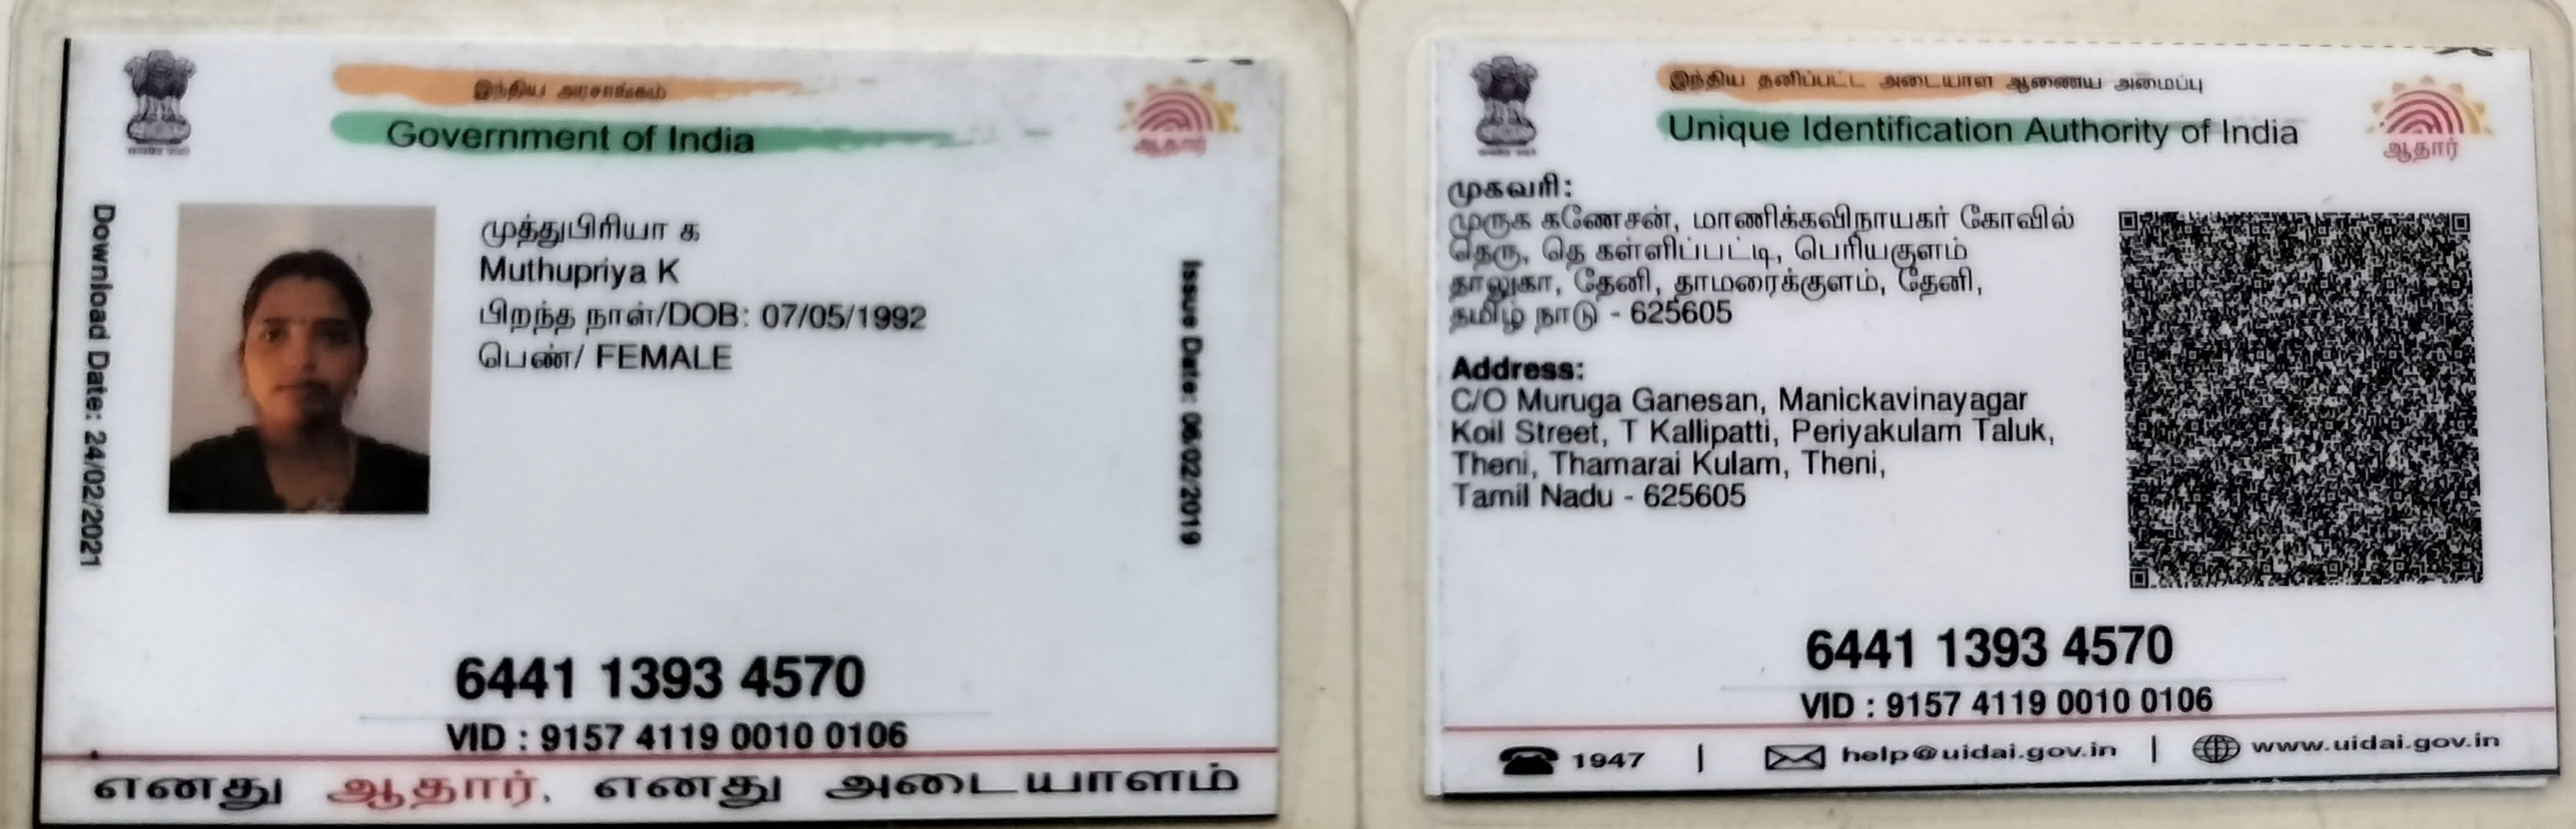 இந்திய அரசாங்கம்
Government of India
ஆதார்
Download Date: 24/02/2021
முத்துபிரியா க
Muthupriya K
பிறந்த நாள்/DOB: 07/05/1992
பெண்/ FEMALE
Issue Date: 06/02/2019
6441 1393 4570
VID : 9157 4119 0010 0106
எனது ஆதார், எனது அடையாளம்
இந்திய தனிப்பட்ட அடையாள ஆணைய அமைப்பு
Unique Identification Authority of India
ஆதார்
முகவரி:
முருக கணேசன், மாணிக்கவிநாயகர் கோவில்
தெரு, தெ கள்ளிப்பட்டி, பெரியகுளம்
தாலுகா, தேனி, தாமரைக்குளம், தேனி,
தமிழ் நாடு - 625605
Address:
C/O Muruga Ganesan, Manickavinayagar
Koil Street, T Kallipatti, Periyakulam Taluk,
Theni, Thamarai Kulam, Theni,
Tamil Nadu - 625605
6441 1393 4570
VID : 9157 4119 0010 0106
1947 | help@uidai.gov.in | www.uidai.gov.in